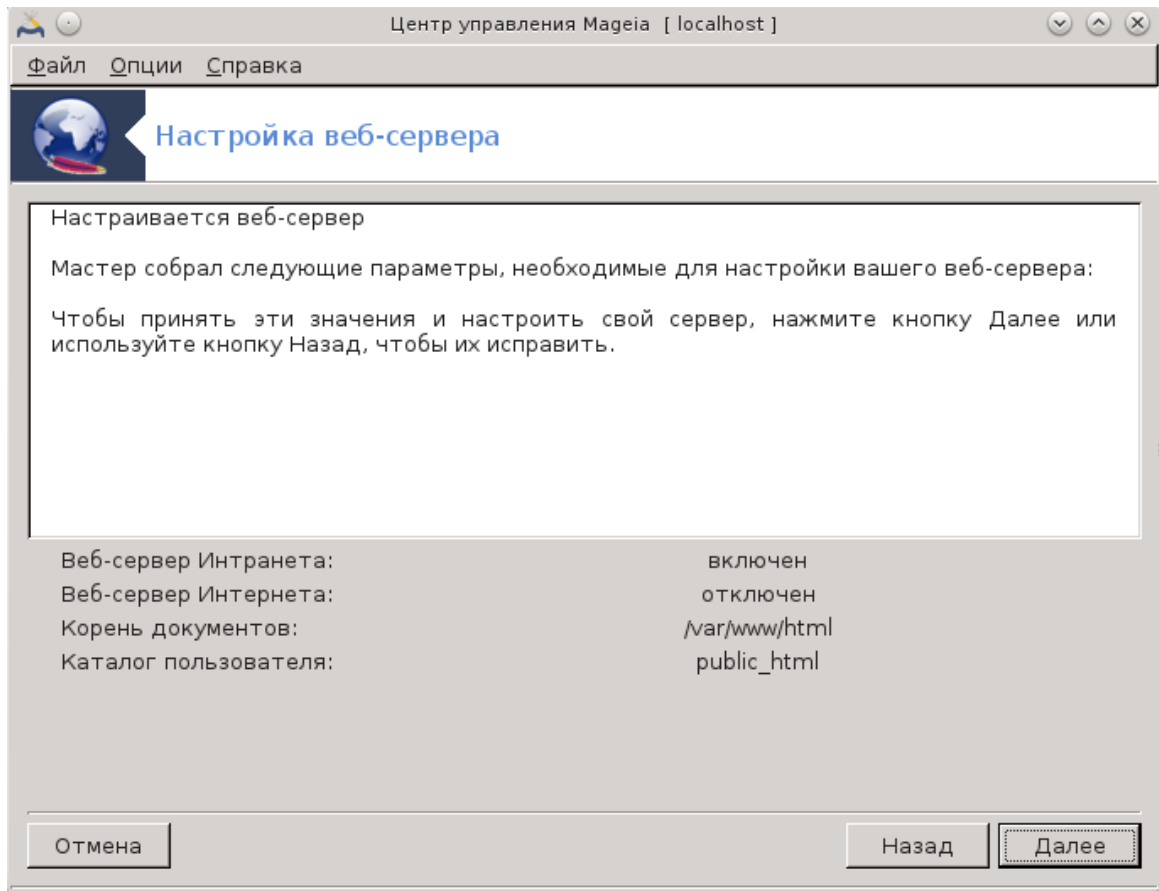 Центр управления Mageia [ localhost ]
Файл Опции Справка
Настройка веб-сервера
Настраивается веб-сервер
Мастер собрал следующие параметры, необходимые для настройки вашего веб-сервера:
Чтобы принять эти значения и настроить свой сервер, нажмите кнопку Далее или
используйте кнопку Назад, чтобы их исправить.
Веб-сервер Интранета: включен
Веб-сервер Интернета: отключен
Корень документов: /var/www/html
Каталог пользователя: public_html
Отмена Назад Далее